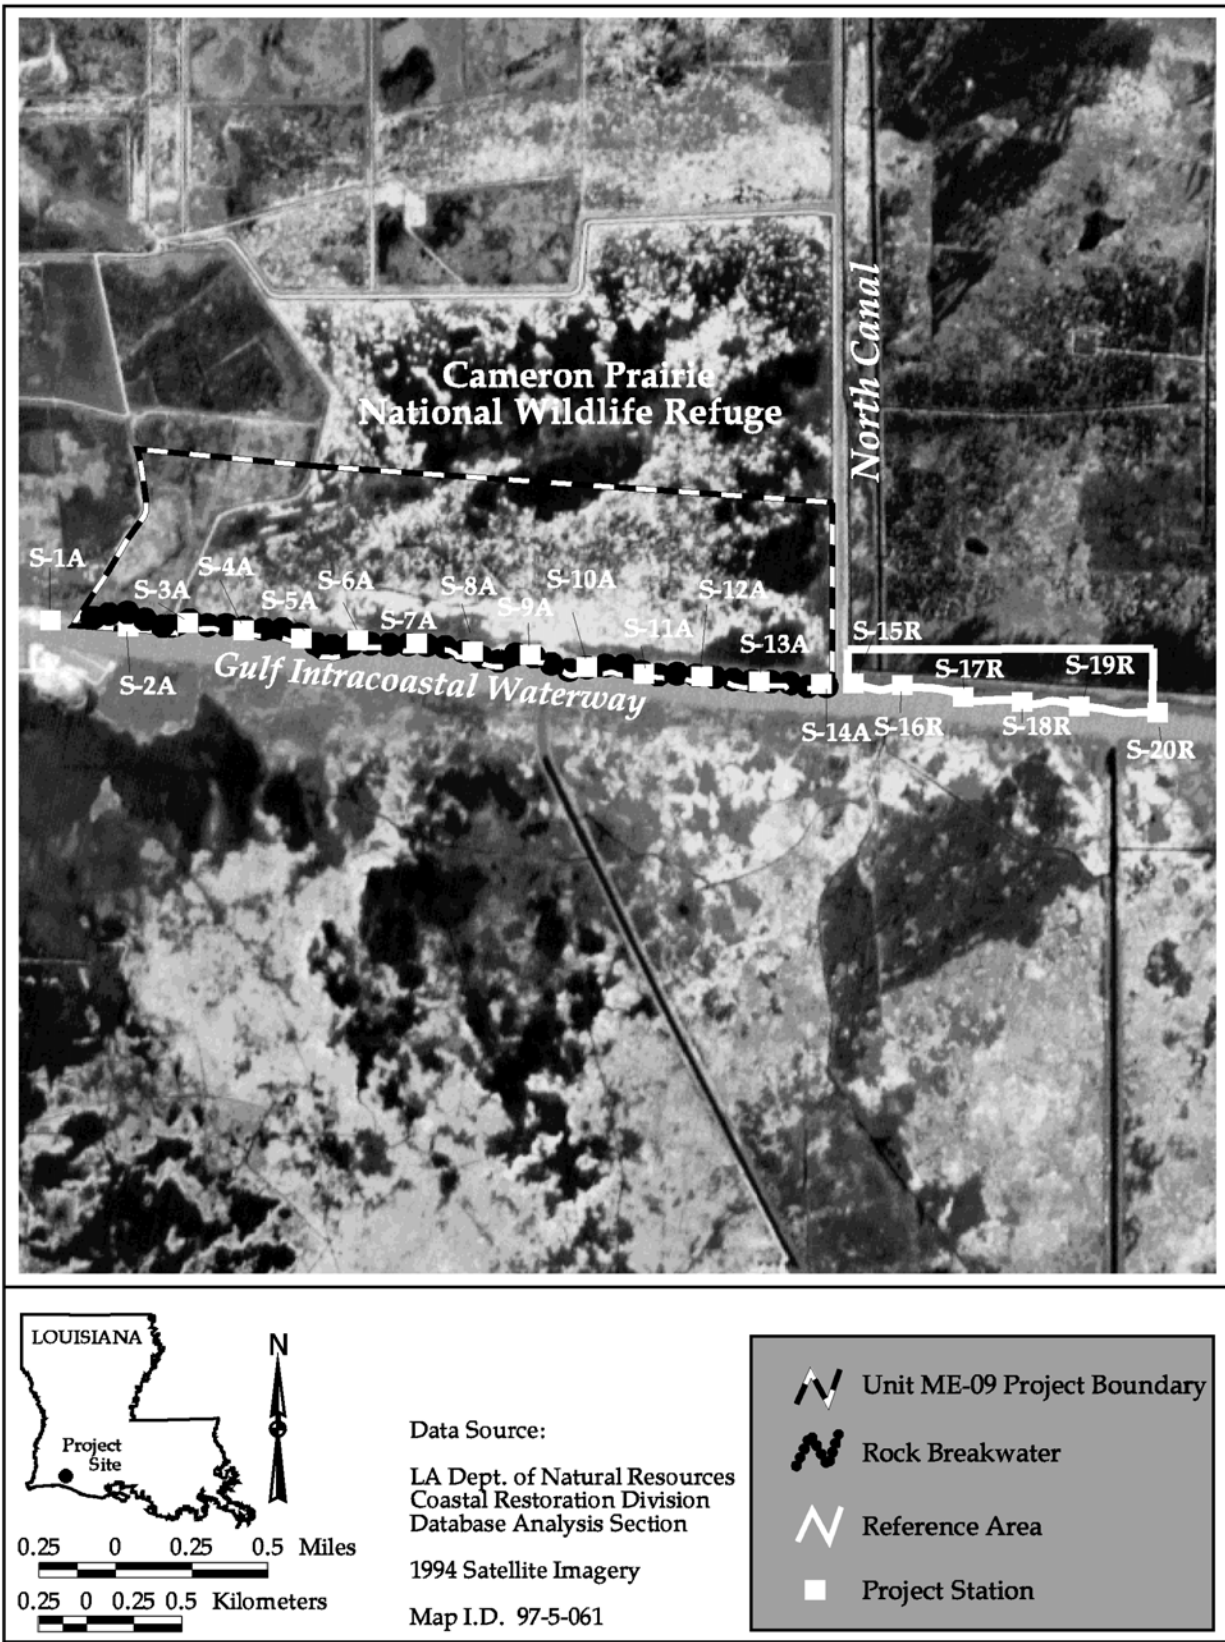 Cameron Prairie
National Wildlife Refuge
North Canal
S-1A
S-2A
S-3A
S-4A
S-5A
S-6A
S-7A
S-8A
S-9A
S-10A
S-11A
S-12A
S-13A
S-14A
S-15R
S-16R
S-17R
S-18R
S-19R
S-20R
Gulf Intracoastal Waterway
LOUISIANA
Project
Site
N
0.25 0 0.25 0.5 Miles
0.25 0 0.25 0.5 Kilometers
Data Source:
LA Dept. of Natural Resources
Coastal Restoration Division
Database Analysis Section
1994 Satellite Imagery
Map I.D. 97-5-061
Unit ME-09 Project Boundary
Rock Breakwater
Reference Area
Project Station